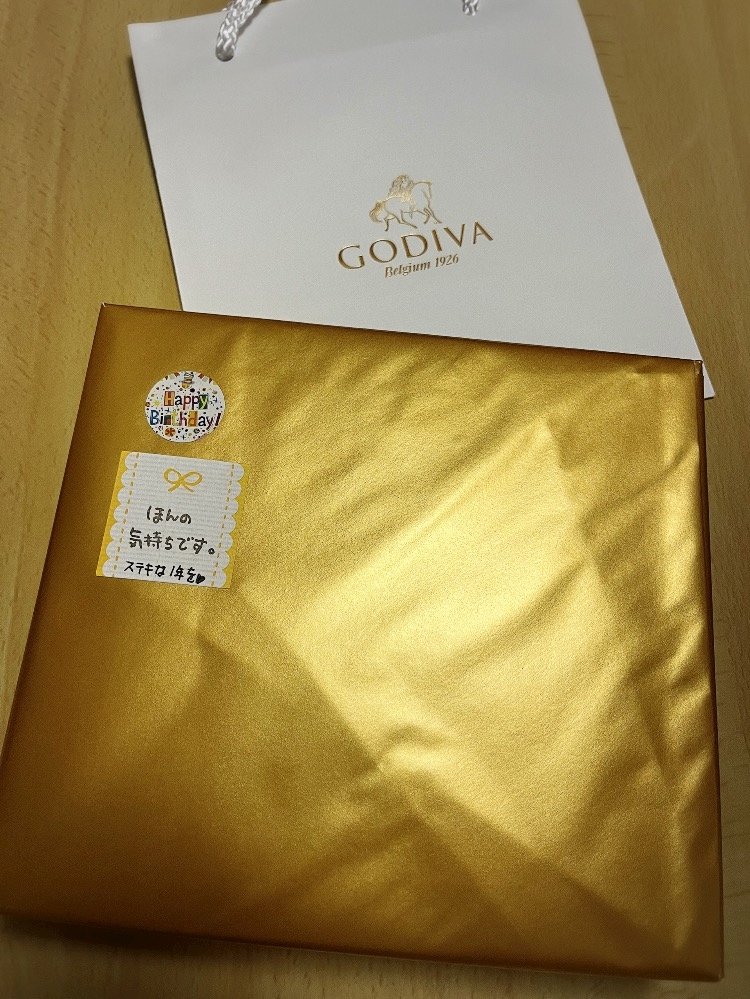 GODIVA
Belgium 1926
Happy
Birthday!
ほんの
気持ちです。
ステキな1年を♥